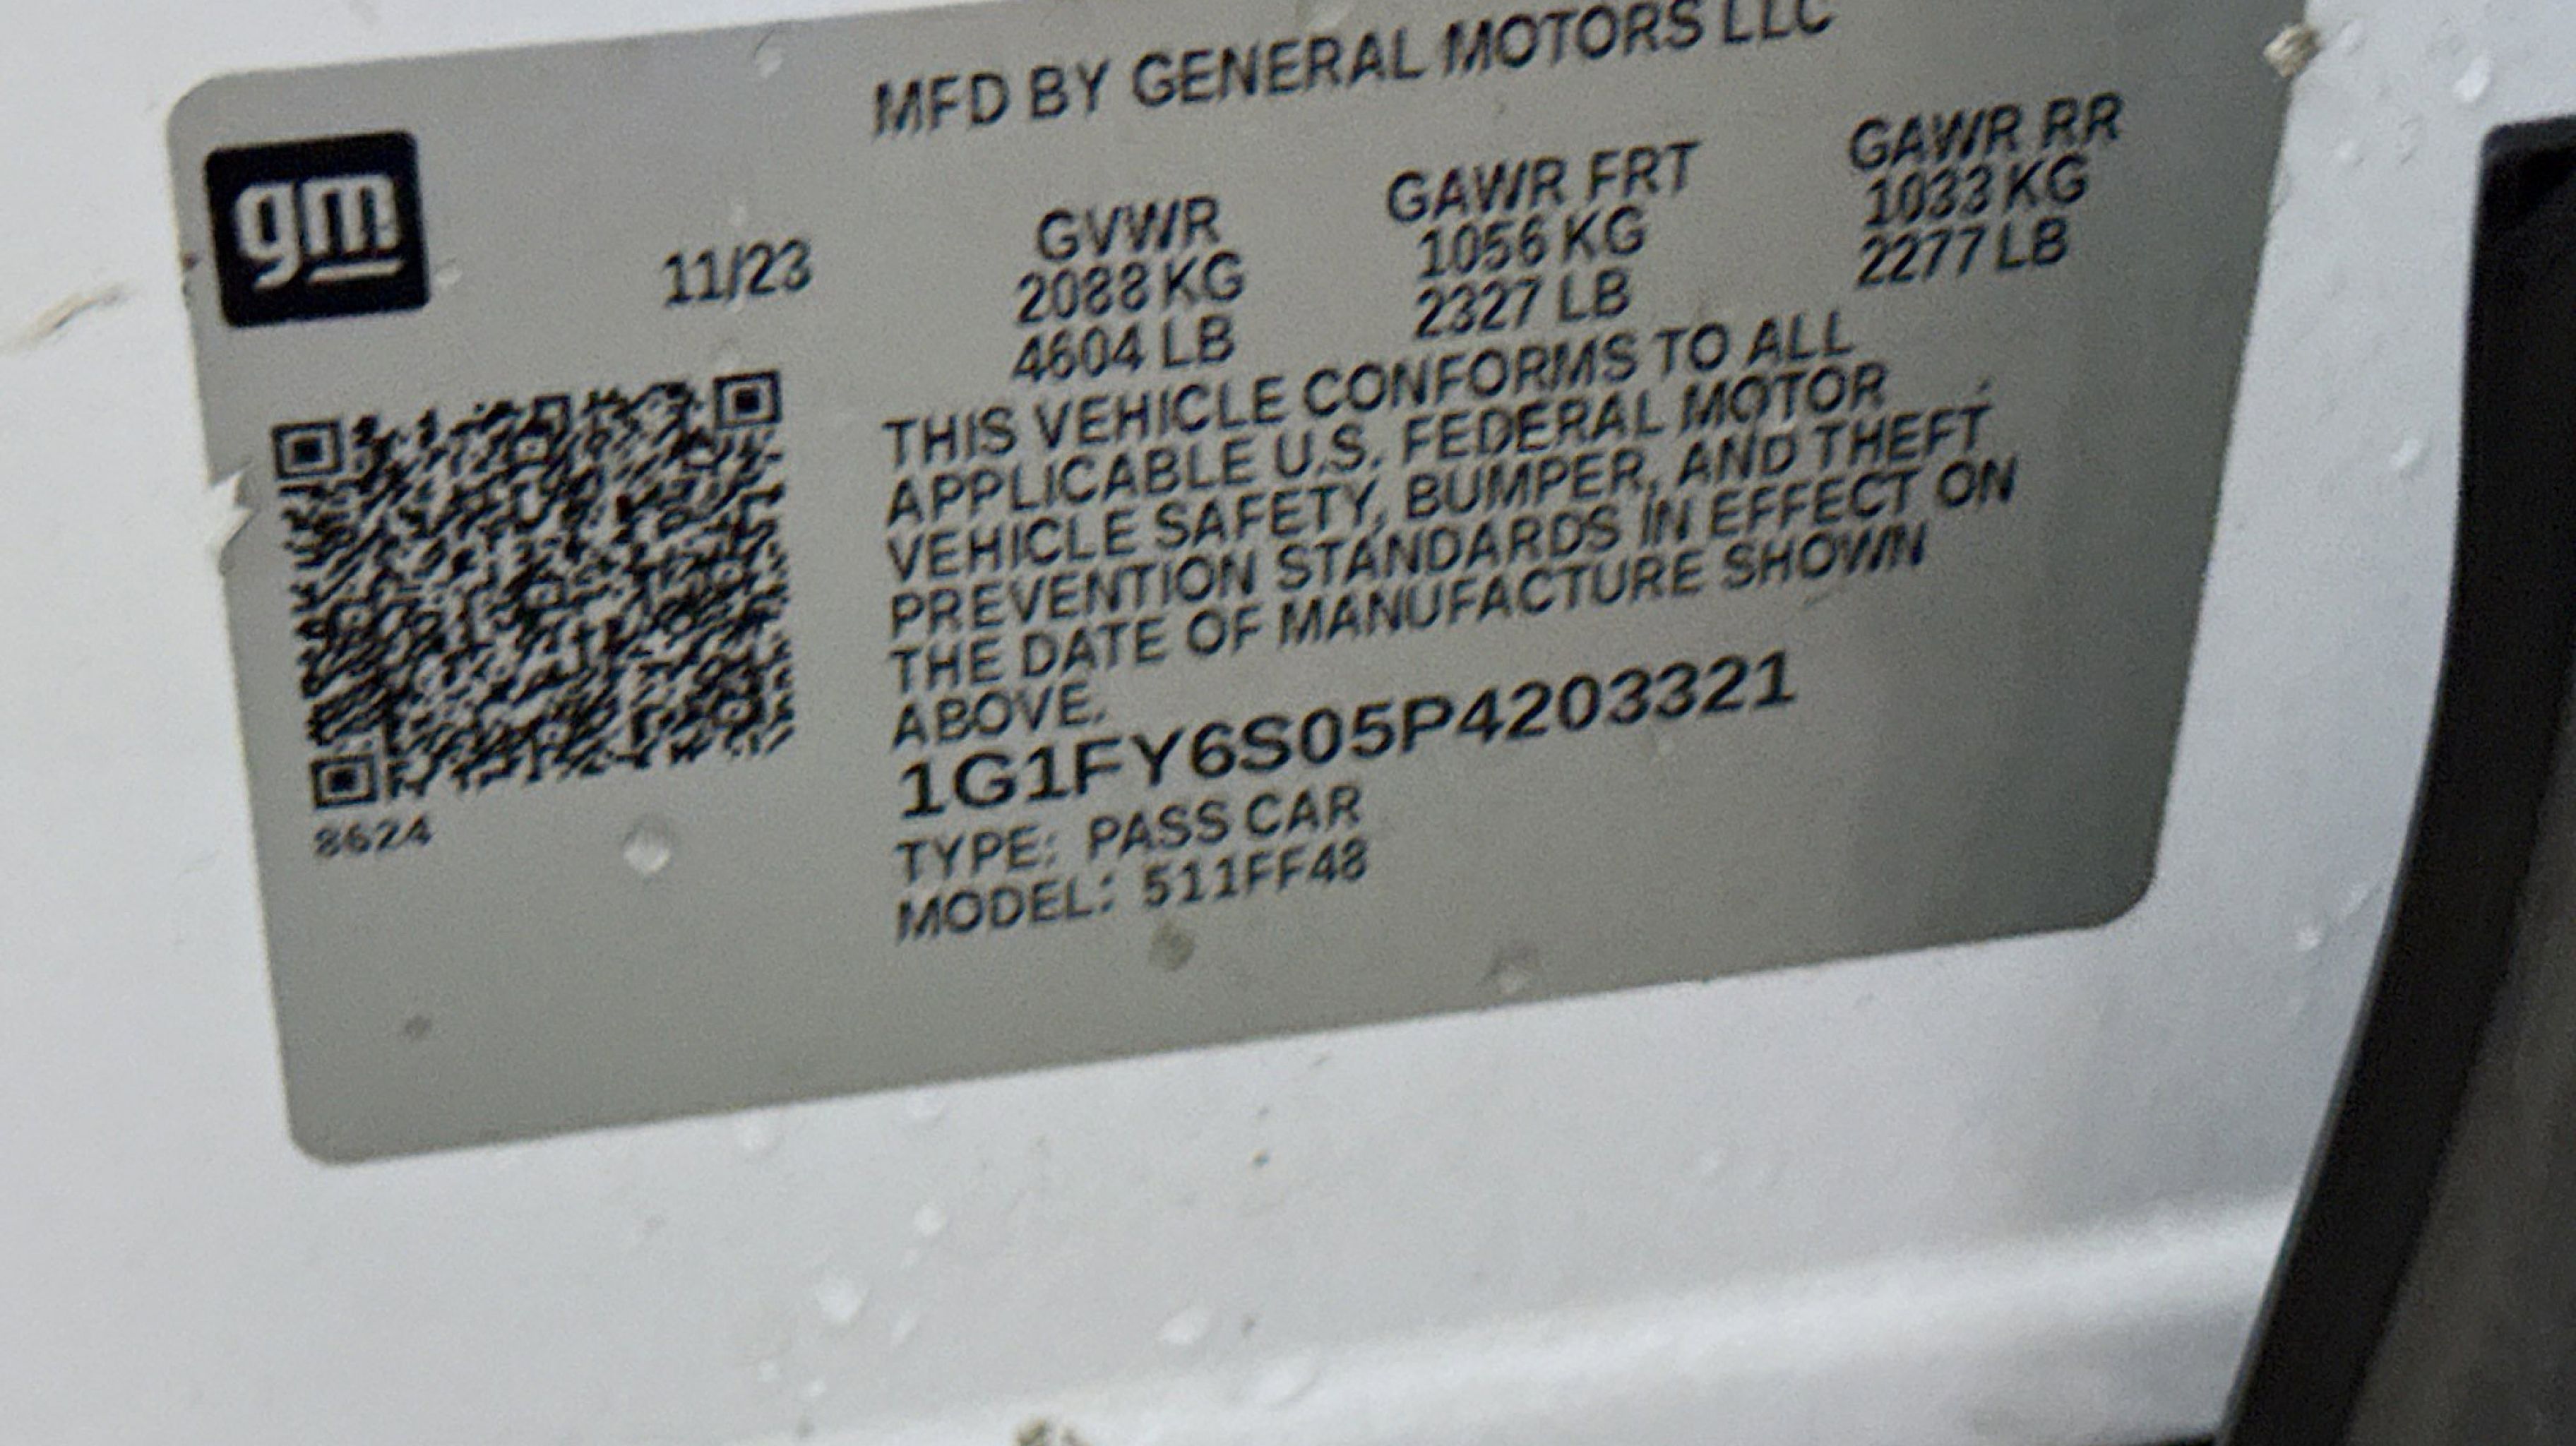 MFD BY GENERAL MOTORS LLC
gm
11/23
GVWR GAWR FRT GAWR RR
2088 KG 1056 KG 1033 KG
4604 LB 2327 LB 2277 LB
THIS VEHICLE CONFORMS TO ALL
APPLICABLE U.S. FEDERAL MOTOR
VEHICLE SAFETY, BUMPER, AND THEFT
PREVENTION STANDARDS IN EFFECT ON
THE DATE OF MANUFACTURE SHOWN
ABOVE.
1G1FY6S05P4203321
8624
TYPE: PASS CAR
MODEL: 511FF48